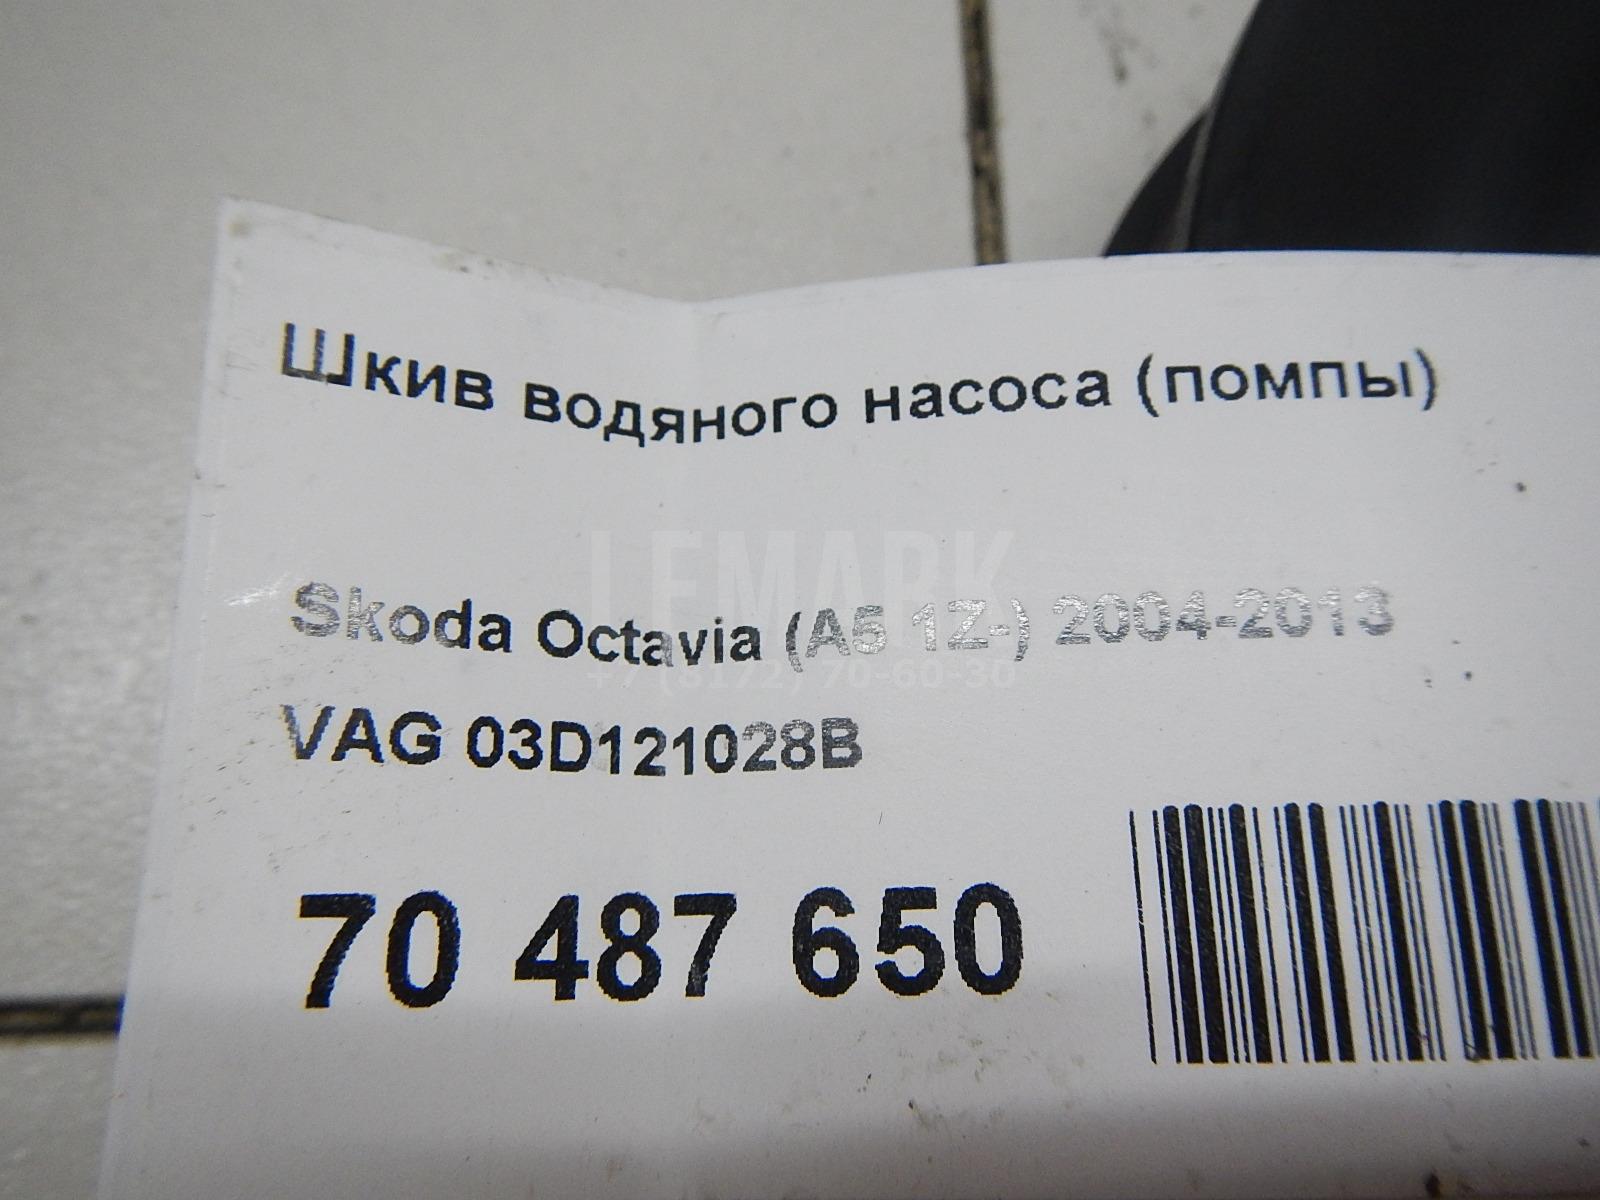 Шкив водяного насоса (помпы)
LEMARK
Skoda Octavia (A5 1Z-) 2004-2013
+7 (8172) 70-60-30
VAG 03D121028B
70 487 650